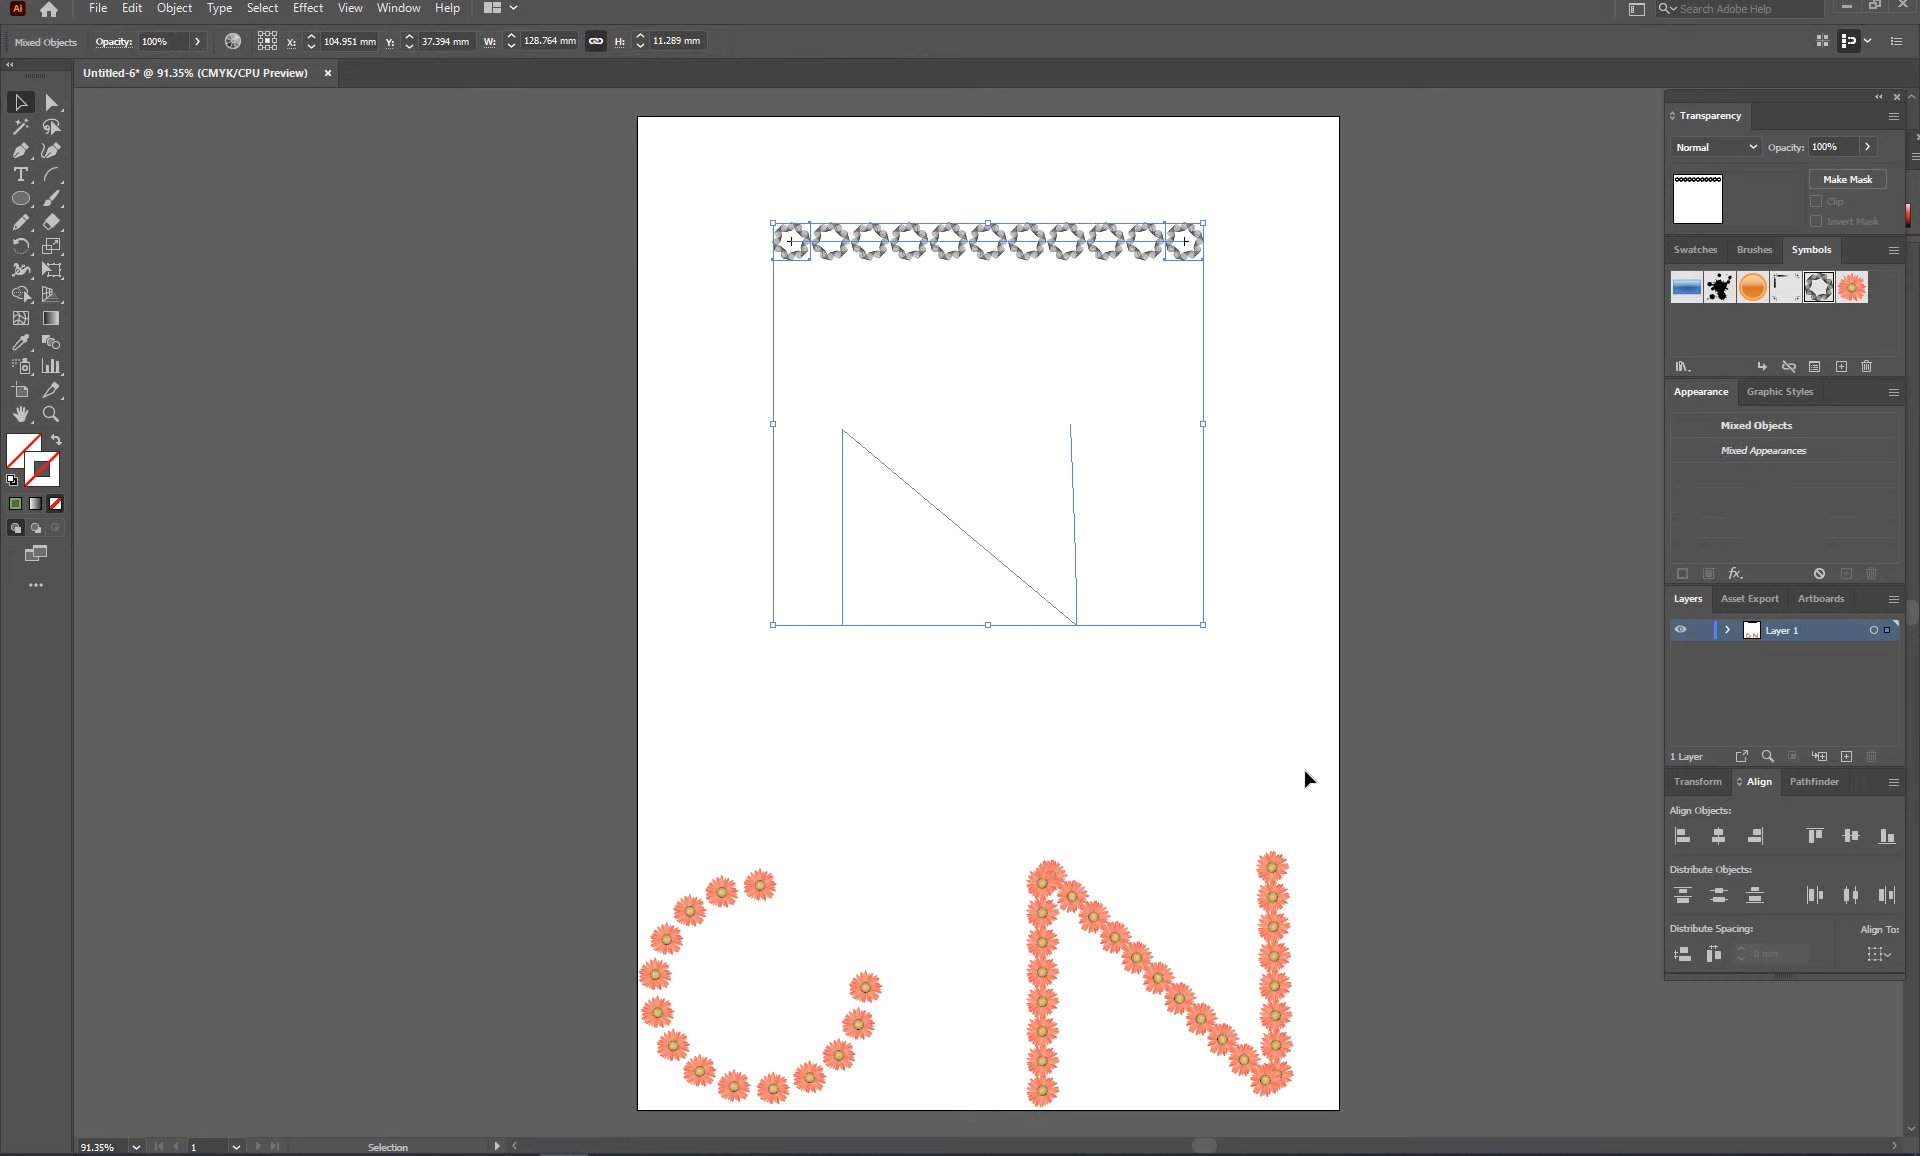 Ai File Edit Object Type Select Effect View Window Help Search Adobe Help
Mixed Objects Opacity: 100% X: 104.951 mm Y: 37.394 mm W: 128.764 mm H: 11.289 mm
Untitled-6* @ 91.35% (CMYK/CPU Preview) ×
Transparency
Normal Opacity: 100%
Make Mask
Clip
Invert Mask
Swatches Brushes Symbols
Appearance Graphic Styles
Mixed Objects
Mixed Appearances
fx
Layers Asset Export Artboards
Layer 1
1 Layer
Transform Align Pathfinder
Align Objects:
Distribute Objects:
Distribute Spacing: Align To:
0 mm
91.35% 1 Selection